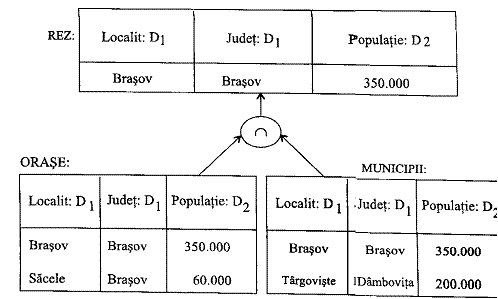 REZ: Localit: D1 Județ: D1 Populație: D2
Brașov Brașov 350.000
∩
ORAȘE:
Localit: D1 Județ: D1 Populație: D2
Brașov Brașov 350.000
Săcele Brașov 60.000
MUNICIPII:
Localit: D1 Județ: D1 Populație: D2
Brașov Brașov 350.000
Târgoviște Dâmbovița 200.000